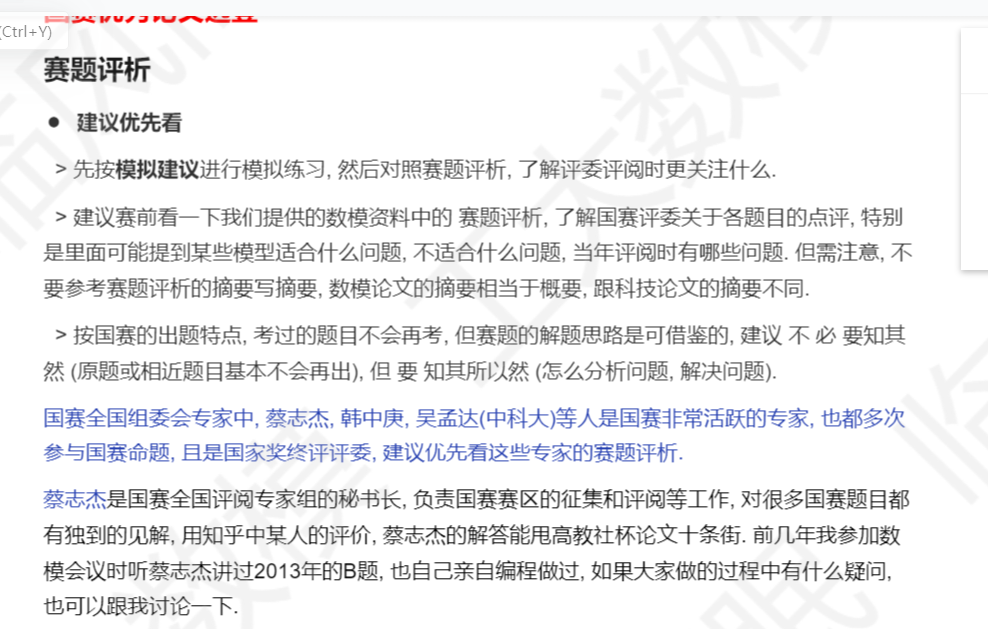 国赛优秀论文选登
(Ctrl+Y)
赛题评析
● 建议优先看
> 先按模拟建议进行模拟练习, 然后对照赛题评析, 了解评委评阅时更关注什么.
> 建议赛前看一下我们提供的数模资料中的 赛题评析, 了解国赛评委关于各题目的点评, 特别
是里面可能提到某些模型适合什么问题, 不适合什么问题, 当年评阅时有哪些问题. 但需注意, 不
要参考赛题评析的摘要写摘要, 数模论文的摘要相当于概要, 跟科技论文的摘要不同.
> 按国赛的出题特点, 考过的题目不会再考, 但赛题的解题思路是可借鉴的, 建议 不 必 要知其
然 (原题或相近题目基本不会再出), 但 要 知其所以然 (怎么分析问题, 解决问题).
国赛全国组委会专家中, 蔡志杰, 韩中庚, 吴孟达(中科大)等人是国赛非常活跃的专家, 也都多次
参与国赛命题, 且是国家奖终评评委, 建议优先看这些专家的赛题评析.
蔡志杰是国赛全国评阅专家组的秘书长, 负责国赛赛区的征集和评阅等工作, 对很多国赛题目都
有独到的见解, 用知乎中某人的评价, 蔡志杰的解答能甩高教社杯论文十条街. 前几年我参加数
模会议时听蔡志杰讲过2013年的B题, 也自己亲自编程做过, 如果大家做的过程中有什么疑问,
也可以跟我讨论一下.
工大数模
数模
临